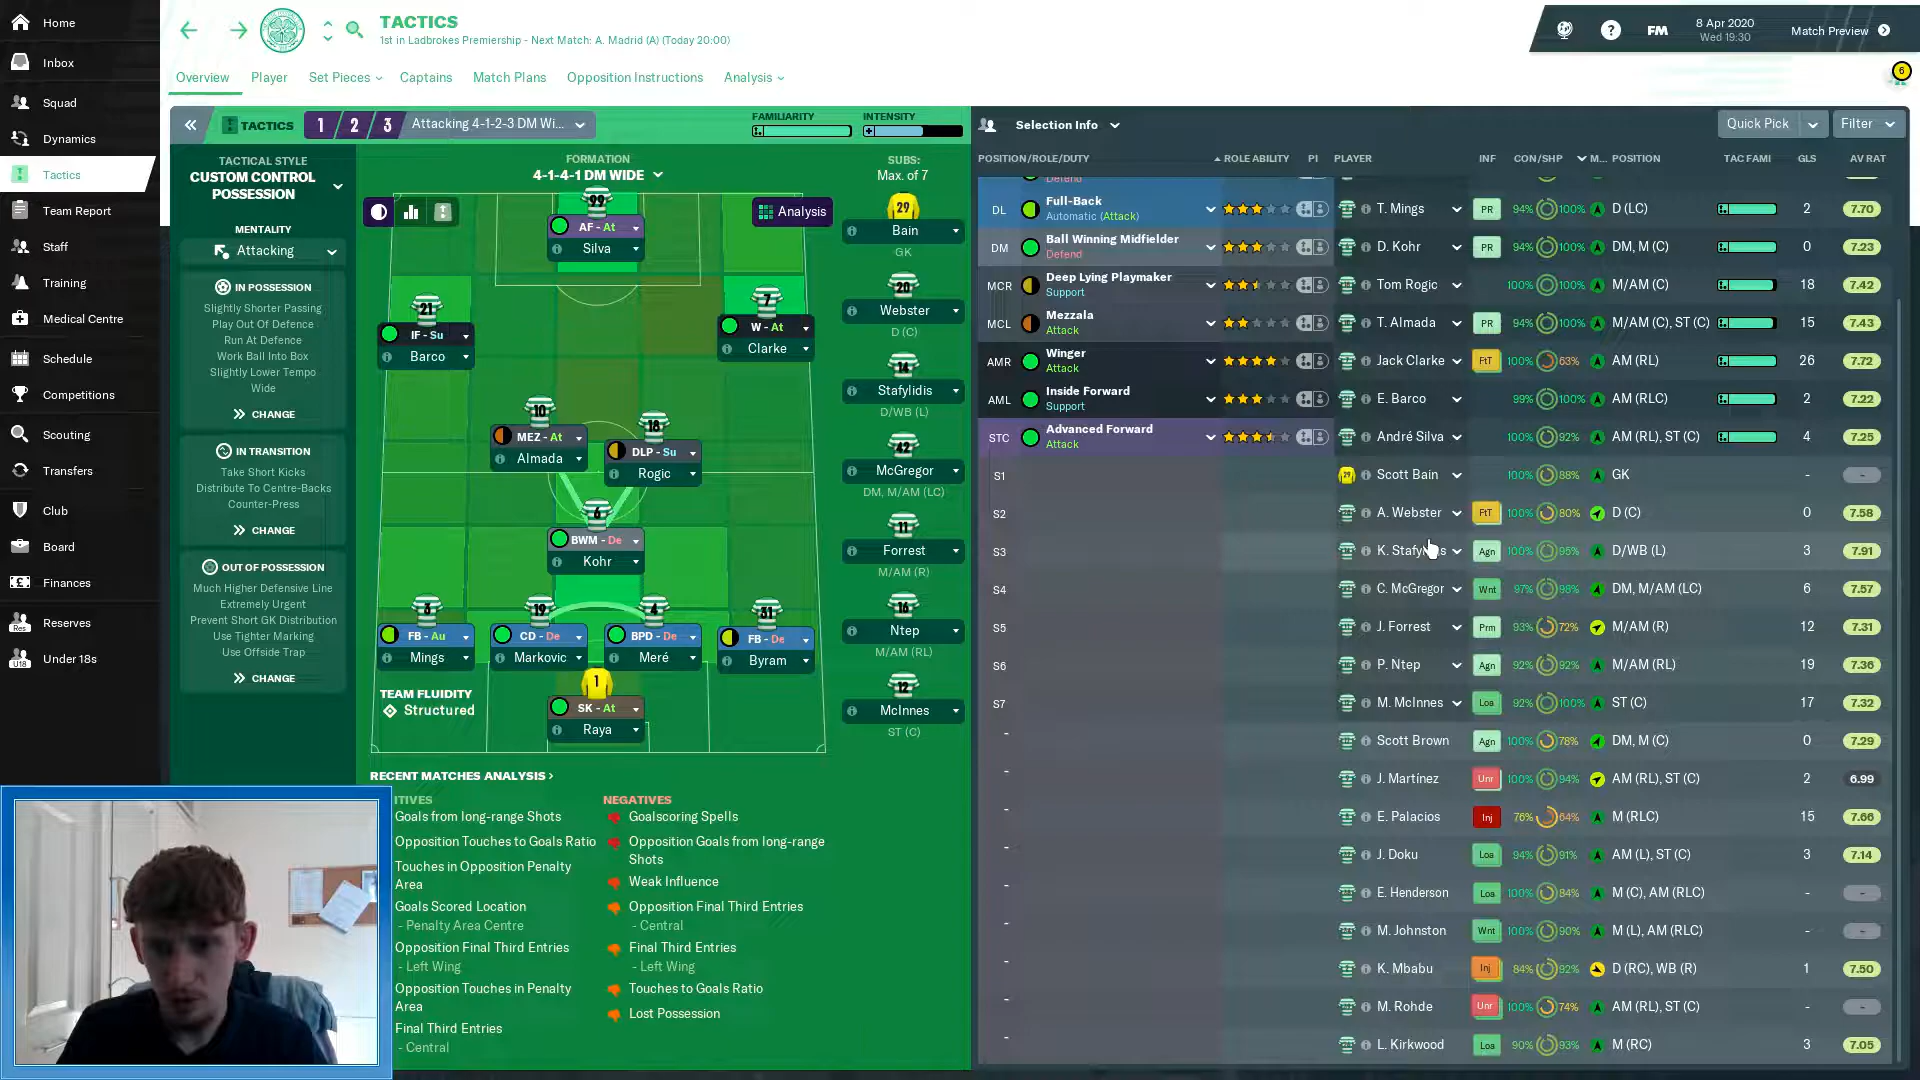 Home
Inbox
Squad
Dynamics
Tactics
Team Report
Staff
Training
Medical Centre
Schedule
Competitions
Scouting
Transfers
Club
Board
Finances
Reserves
Under 18s
TACTICS
1st in Ladbrokes Premiership - Next Match: A. Madrid (A) (Today 20:00)
8 Apr 2020
Wed 19:30
FM
Match Preview
6
Overview
Player
Set Pieces
Captains
Match Plans
Opposition Instructions
Analysis
TACTICS
1 2 3
Attacking 4-1-2-3 DM Wi...
FAMILIARITY
INTENSITY
TACTICAL STYLE
CUSTOM CONTROL
POSSESSION
MENTALITY
Attacking
IN POSSESSION
Slightly Shorter Passing
Play Out Of Defence
Run At Defence
Work Ball Into Box
Slightly Lower Tempo
Wide
CHANGE
IN TRANSITION
Take Short Kicks
Distribute To Centre-Backs
Counter-Press
CHANGE
OUT OF POSSESSION
Much Higher Defensive Line
Extremely Urgent
Prevent Short GK Distribution
Use Tighter Marking
Use Offside Trap
CHANGE
FORMATION
4-1-4-1 DM WIDE
Analysis
99
AF - At
Silva
21
IF - Su
Barco
7
W - At
Clarke
10
MEZ - At
Almada
18
DLP - Su
Rogic
6
BWM - De
Kohr
3
FB - Au
Mings
19
CD - De
Markovic
4
BPD - De
Meré
31
FB - De
Byram
1
SK - At
Raya
TEAM FLUIDITY
Structured
SUBS:
Max. of 7
29
Bain
GK
20
Webster
D (C)
14
Stafylidis
D/WB (L)
42
McGregor
DM, M/AM (LC)
11
Forrest
M/AM (R)
16
Ntep
M/AM (RL)
12
McInnes
ST (C)
RECENT MATCHES ANALYSIS
ITIVES
Goals from long-range Shots
Opposition Touches to Goals Ratio
Touches in Opposition Penalty
Area
Goals Scored Location
- Penalty Area Centre
Opposition Final Third Entries
- Left Wing
Opposition Touches in Penalty
Area
Final Third Entries
- Central
NEGATIVES
Goalscoring Spells
Opposition Goals from long-range
Shots
Weak Influence
Opposition Final Third Entries
- Central
Final Third Entries
- Left Wing
Touches to Goals Ratio
Lost Possession
Selection Info
Quick Pick
Filter
POSITION/ROLE/DUTY ROLE ABILITY PI PLAYER INF CON/SHP M... POSITION TAC FAMI GLS AV RAT
Defend
DL Full-Back Automatic (Attack) T. Mings PR 94% 100% D (LC) 2 7.70
DM Ball Winning Midfielder Defend D. Kohr PR 94% 100% DM, M (C) 0 7.23
MCR Deep Lying Playmaker Support Tom Rogic 100% 100% M/AM (C) 18 7.42
MCL Mezzala Attack T. Almada PR 94% 100% M/AM (C), ST (C) 15 7.43
AMR Winger Attack Jack Clarke FtT 100% 63% AM (RL) 26 7.72
AML Inside Forward Support E. Barco 99% 100% AM (RLC) 2 7.22
STC Advanced Forward Attack André Silva 100% 92% AM (RL), ST (C) 4 7.25
S1 29 Scott Bain 100% 88% GK - -
S2 A. Webster FtT 100% 80% D (C) 0 7.58
S3 Agn 100% 95% D/WB (L) 3 7.91
S4 C. McGregor Wnt 97% 98% DM, M/AM (LC) 6 7.57
S5 J. Forrest Prm 93% 72% M/AM (R) 12 7.31
S6 P. Ntep Agn 92% 92% M/AM (RL) 19 7.36
S7 M. McInnes Loa 92% 100% ST (C) 17 7.32
- Scott Brown Agn 100% 78% DM, M (C) 0 7.29
- J. Martínez Unr 100% 94% AM (RL), ST (C) 2 6.99
- E. Palacios Inj 76% 64% M (RLC) 15 7.66
- J. Doku Loa 94% 91% AM (L), ST (C) 3 7.14
- E. Henderson Loa 100% 84% M (C), AM (RLC) - -
- M. Johnston Wnt 100% 90% M (L), AM (RLC) - -
- K. Mbabu Inj 84% 92% D (RC), WB (R) 1 7.50
- M. Rohde Unr 100% 74% AM (RL), ST (C) - -
- L. Kirkwood Loa 90% 93% M (RC) 3 7.05